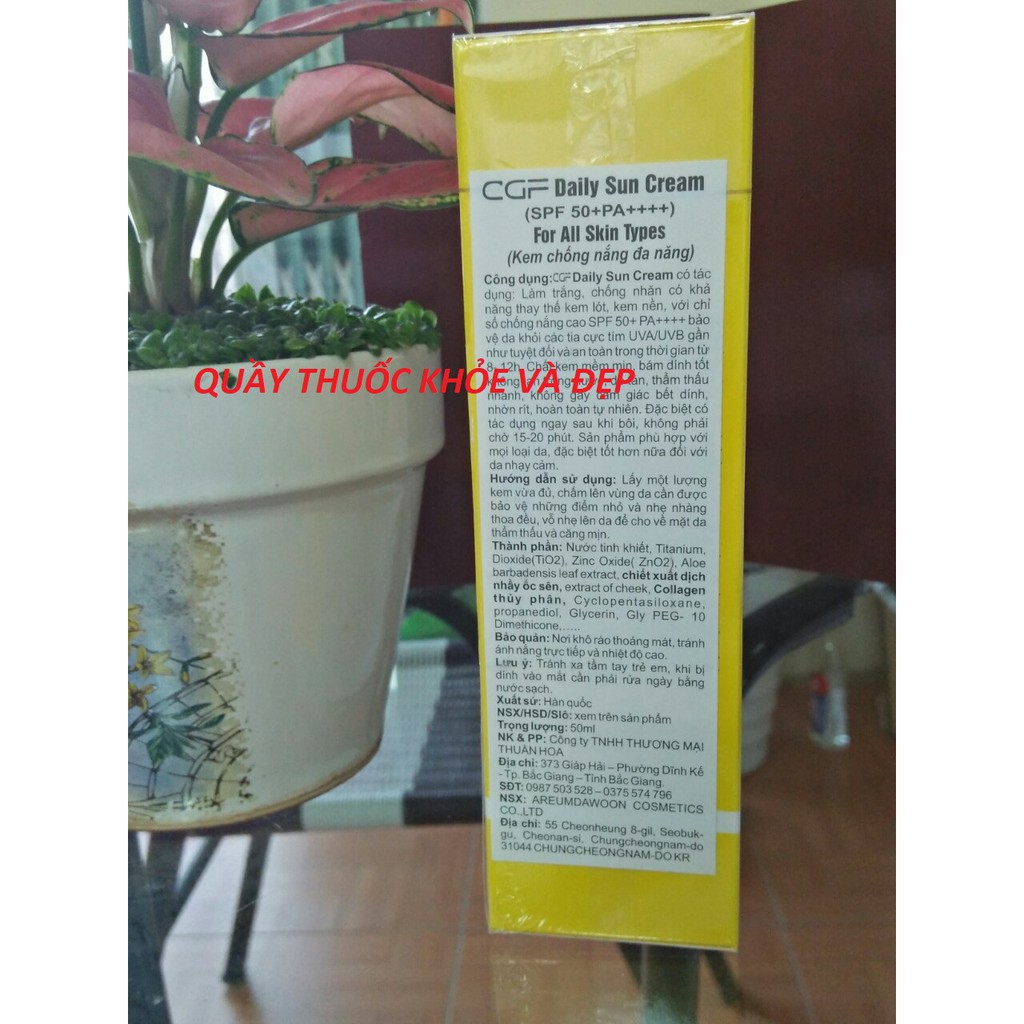 CGF Daily Sun Cream
(SPF 50+PA++++)
For All Skin Types
(Kem chống nắng đa năng)
Công dụng: CGF Daily Sun Cream có tác
dụng: Làm trắng, chống nhăn có khả
năng thay thế kem lót, kem nền, với chỉ
số chống nắng cao SPF 50+ PA++++ bảo
vệ da khỏi các tia cực tím UVA/UVB gần
như tuyệt đối và an toàn trong thời gian từ
8-12h. Chất kem mềm mịn, bám dính tốt
QUẦY THUỐC KHỎE VÀ ĐẸP
thẩm thấu
nhanh, không gây cảm giác bết dính,
nhờn rít, hoàn toàn tự nhiên. Đặc biệt có
tác dụng ngay sau khi bôi, không phải
chờ 15-20 phút. Sản phẩm phù hợp với
mọi loại da, đặc biệt tốt hơn nữa đối với
da nhạy cảm.
Hướng dẫn sử dụng: Lấy một lượng
kem vừa đủ, chấm lên vùng da cần được
bảo vệ những điểm nhỏ và nhẹ nhàng
thoa đều, vỗ nhẹ lên da để cho về mặt da
thẩm thấu và căng mịn.
Thành phần: Nước tinh khiết, Titanium,
Dioxide(TiO2), Zinc Oxide( ZnO2), Aloe
barbadensis leaf extract, chiết xuất dịch
nhầy ốc sên, extract of cheek, Collagen
thủy phân, Cyclopentasiloxane,
propanediol, Glycerin, Gly PEG- 10
Dimethicone,.....
Bảo quản: Nơi khô ráo thoáng mát, tránh
ánh nắng trực tiếp và nhiệt độ cao.
Lưu ý: Tránh xa tầm tay trẻ em, khi bị
dính vào mắt cần phải rửa ngày bằng
nước sạch.
Xuất sứ: Hàn quốc
NSX/HSD/Slô: xem trên sản phẩm
Trọng lượng: 50ml
NK & PP: Công ty TNHH THƯƠNG MẠI
THUẬN HOA
Địa chỉ: 373 Giáp Hải – Phường Dĩnh Kế
- Tp. Bắc Giang – Tỉnh Bắc Giang.
SĐT: 0987 503 528 – 0375 574 796
NSX: AREUMDAWOON COSMETICS
CO.,LTD
Địa chỉ: 55 Cheonheung 8-gil, Seobuk-
gu, Cheonan-si, Chungcheongnam-do
31044 CHUNGCHEONGNAM-DO KR